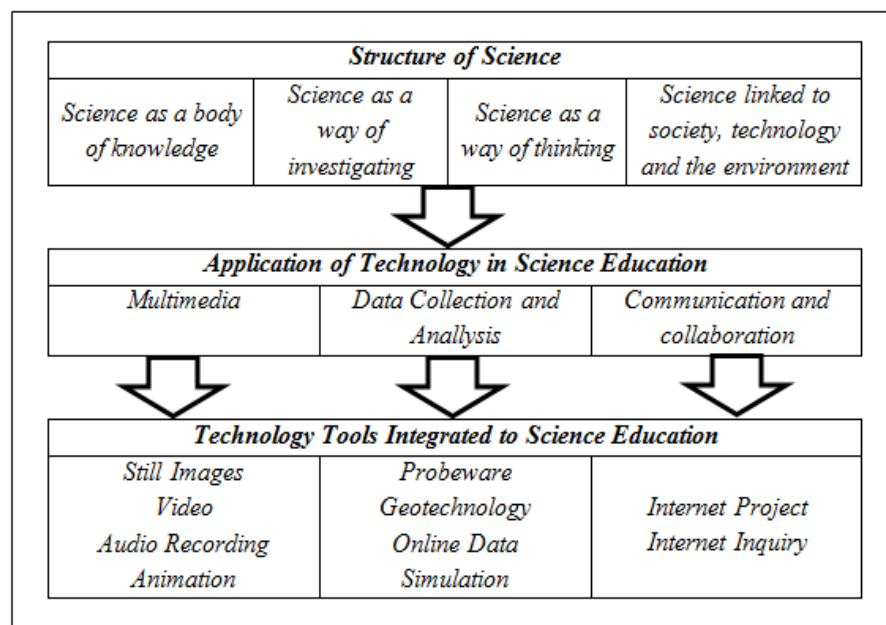 Structure of Science
Science as a body
of knowledge
Science as a
way of
investigating
Science as a
way of thinking
Science linked to
society, technology
and the environment
Application of Technology in Science Education
Multimedia
Data Collection and
Anallysis
Communication and
collaboration
Technology Tools Integrated to Science Education
Still Images
Video
Audio Recording
Animation
Probeware
Geotechnology
Online Data
Simulation
Internet Project
Internet Inquiry